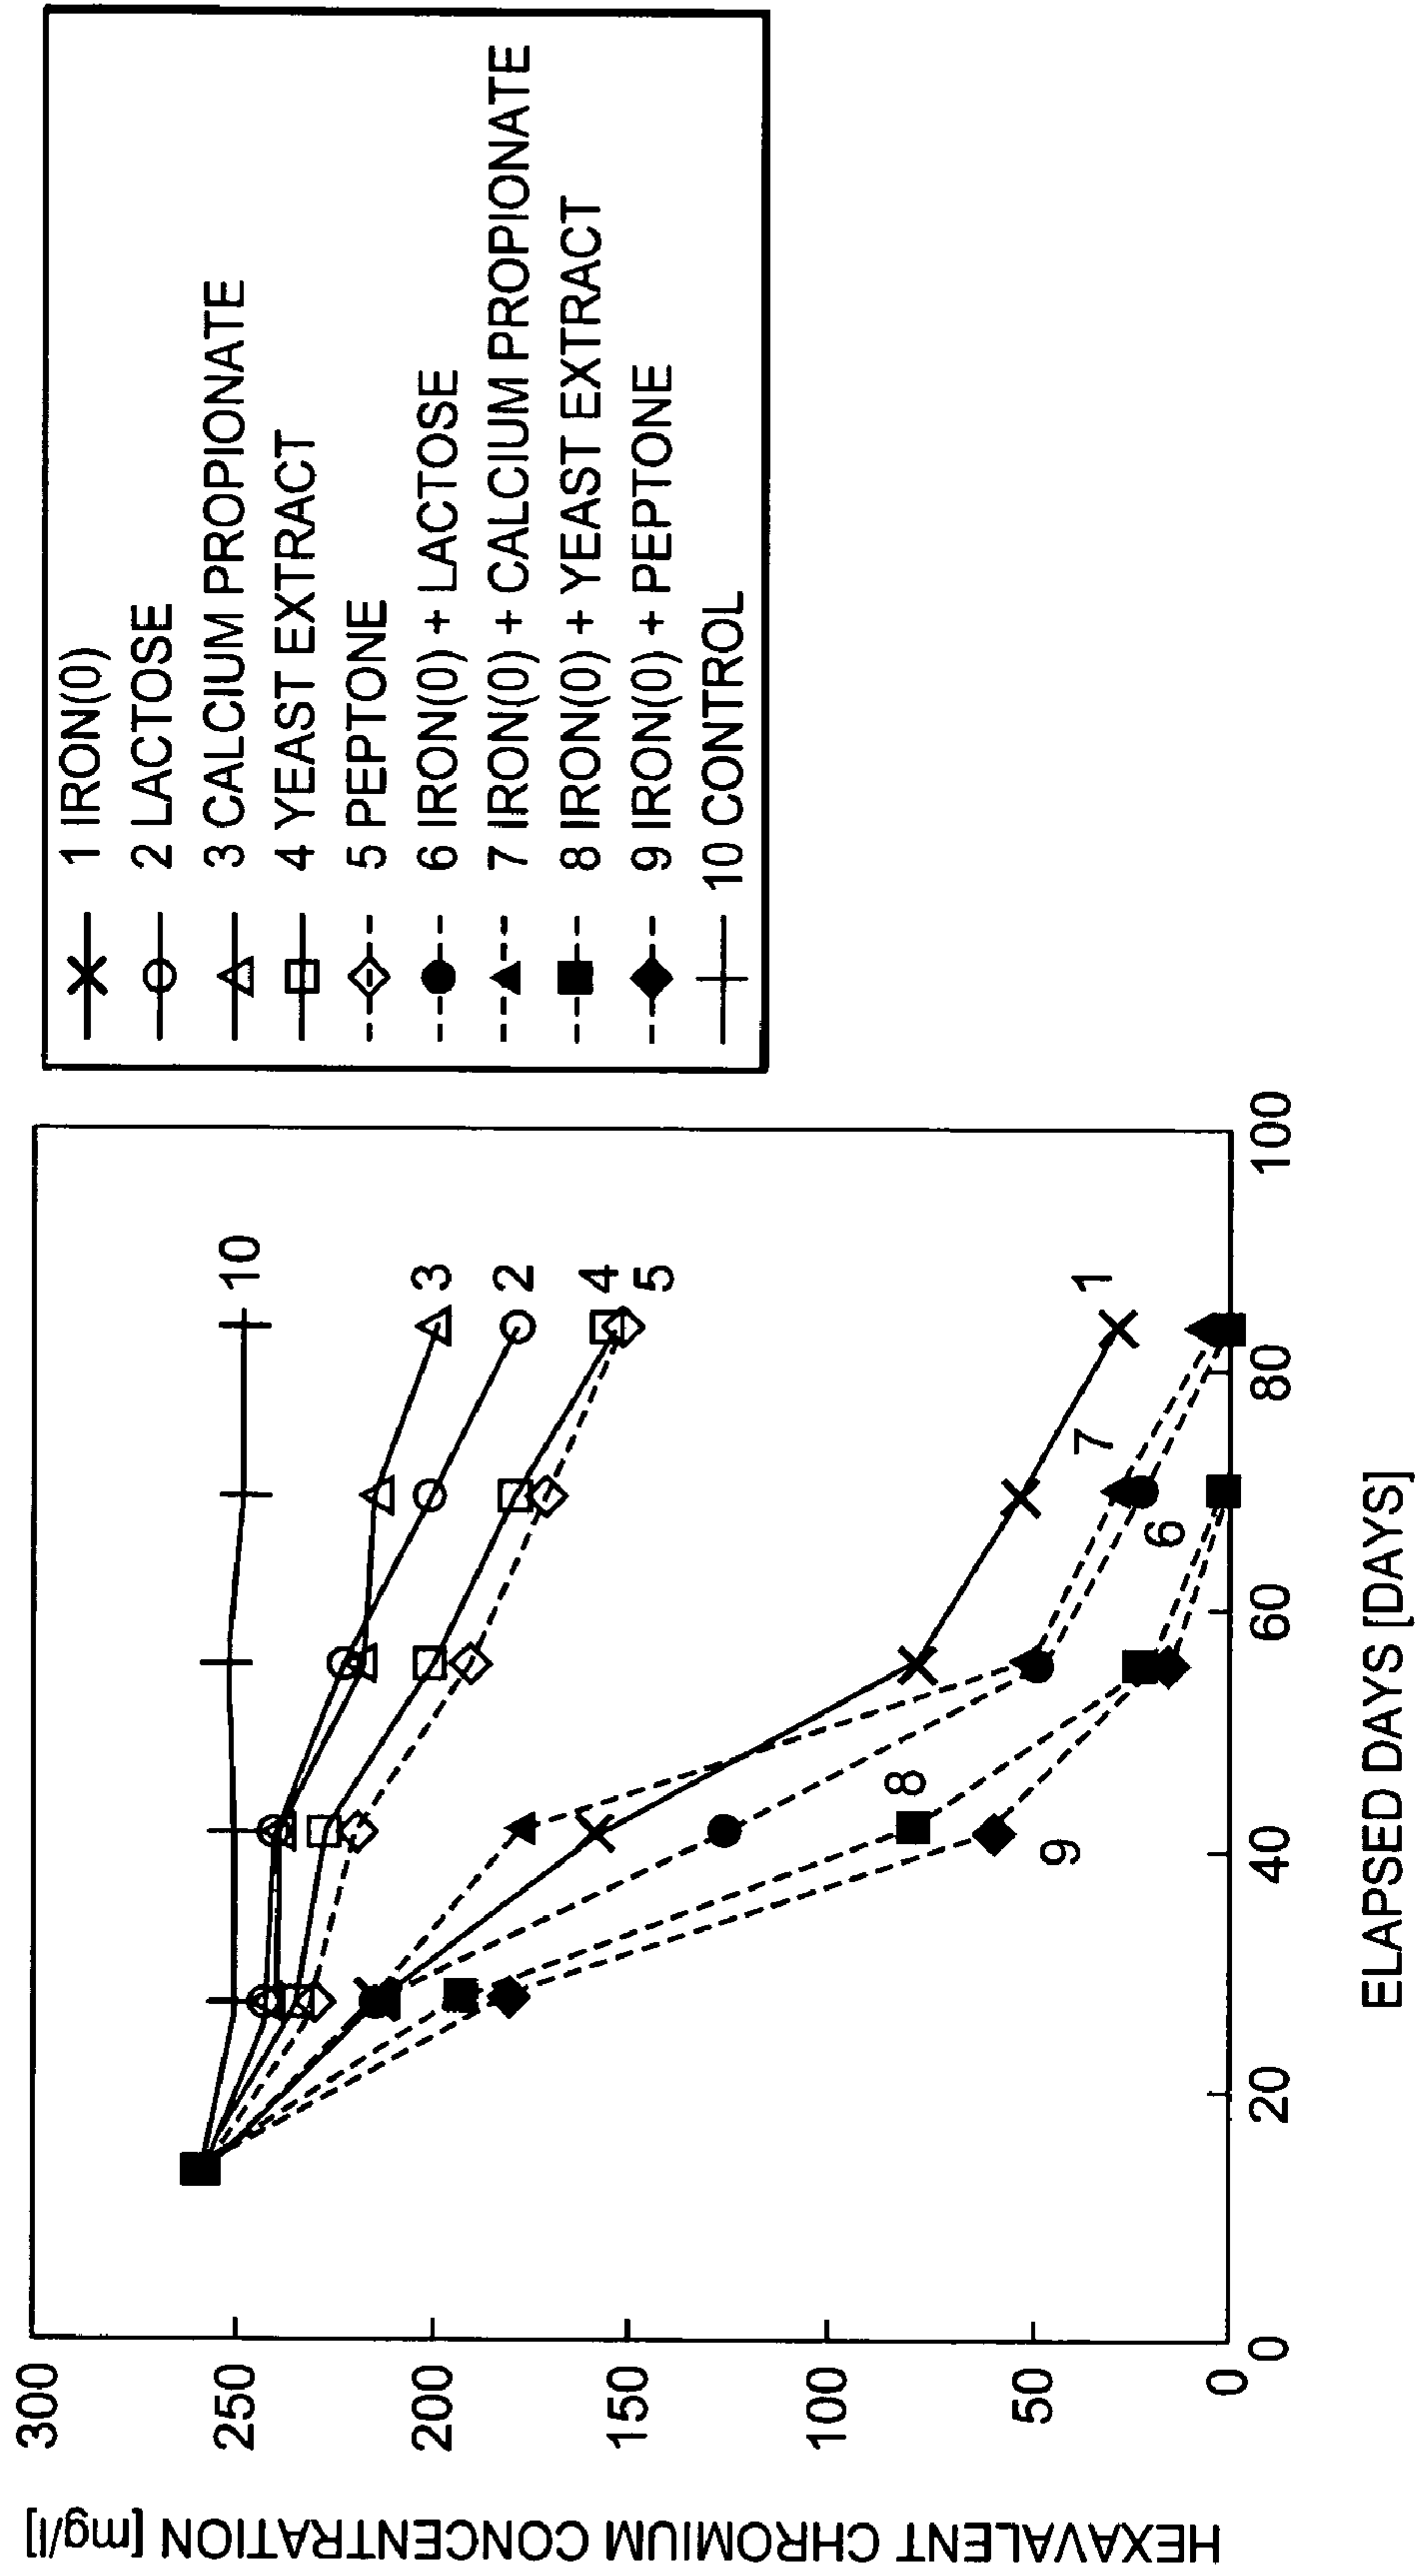 HEXAVALENT CHROMIUM CONCENTRATION [mg/l]
300
250
200
150
100
50
0
0
20
40
60
80
100
ELAPSED DAYS [DAYS]
10
3
2
4
5
1
7
6
8
9
1 IRON(0)
2 LACTOSE
3 CALCIUM PROPIONATE
4 YEAST EXTRACT
5 PEPTONE
6 IRON(0) + LACTOSE
7 IRON(0) + CALCIUM PROPIONATE
8 IRON(0) + YEAST EXTRACT
9 IRON(0) + PEPTONE
10 CONTROL